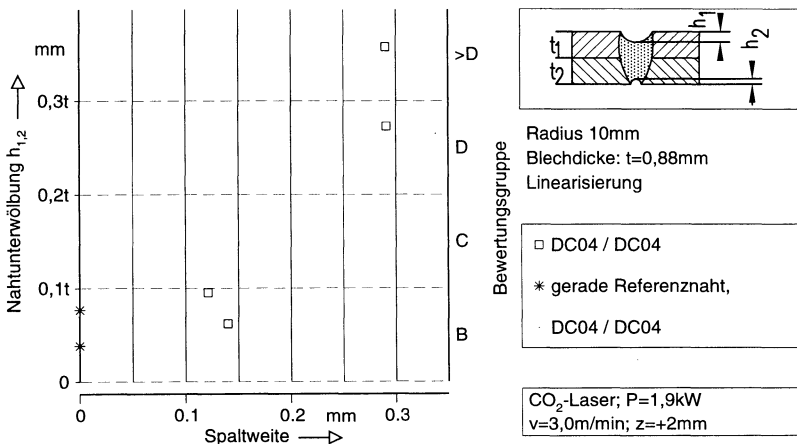 Nahtunterwölbung h1,2
mm
0,3t
0,2t
0,1t
0
>D
D
C
B
Bewertungsgruppe
0
0.1
0.2
mm
0.3
Spaltweite
h1
h2
t1
t2
Radius 10mm
Blechdicke: t=0,88mm
Linearisierung
□ DC04 / DC04
✳ gerade Referenznaht,
DC04 / DC04
CO2-Laser; P=1,9kW
v=3,0m/min; z=+2mm